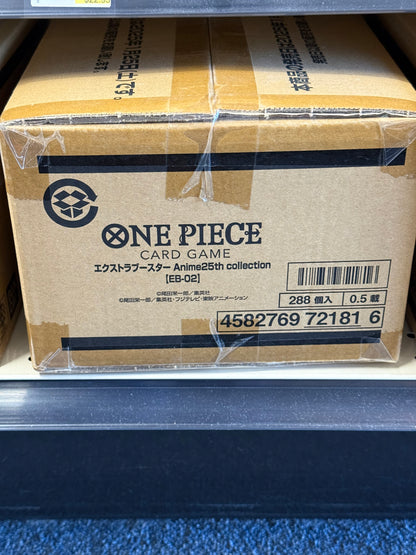 ONE PIECE
CARD GAME
エクストラブースター Anime25th collection
[EB-02]
©尾田栄一郎／集英社
©尾田栄一郎／集英社・フジテレビ・東映アニメーション
288 個入
0.5 載
4582769 72181 6